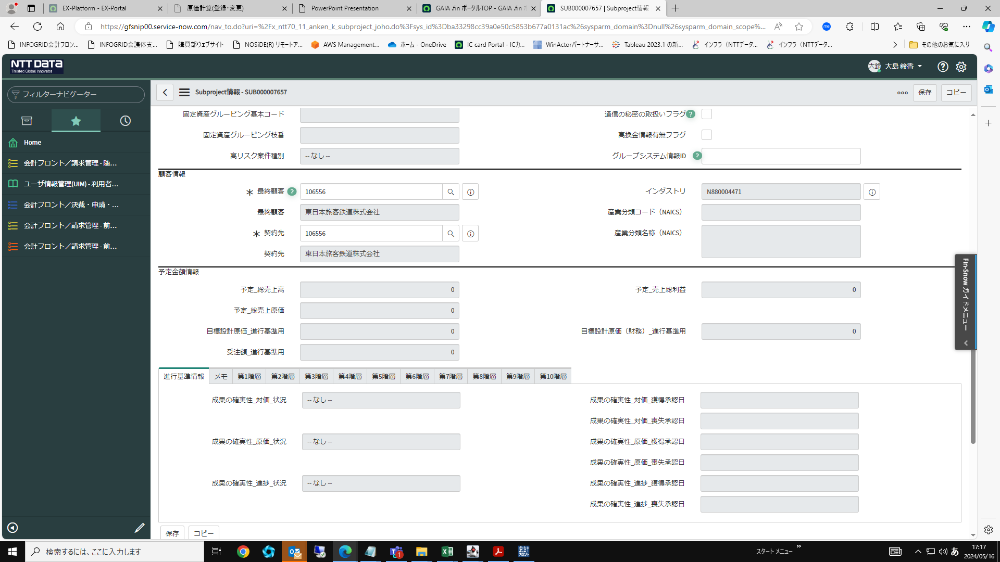 EX-Platform - EX-Portal
原価計算(登録･変更)
PowerPoint Presentation
GAIA .fin ポータルTOP - GAIA .fin
SUB000007657 | Subproject情報
https://gfsnip00.service-now.com/nav_to.do?uri=%2Fx_ntt70_11_anken_k_subproject_joho.do%3Fsys_id%3Dba33298cc39a0e50c5853b677a0131ac%26sysparm_domain%3Dnull%26sysparm_domain_scope%...
INFOGRID会計フロン...
INFOGRID会議体支...
購買部ウェブサイト
NOSiDE(R) リモートア...
AWS Management...
ホーム - OneDrive
IC card Portal - ICカ...
WinActorパートナーサ...
Tableau 2023.1 の新...
インフラ（NTTデータ...
インフラ（NTTデータ...
その他のお気に入り
NTT DATA
Trusted Global Innovator
大鈴
大島 鈴香
フィルターナビゲーター
Subproject情報 - SUB000007657
保存
コピー
Home
会計フロント／請求管理 - 随...
ユーザ情報管理(UIM) - 利用者...
会計フロント／決裁・申請・...
会計フロント／請求管理 - 前...
会計フロント／請求管理 - 前...
固定資産グルーピング基本コード
通信の秘密の取扱いフラグ ?
固定資産グルーピング枝番
高換金情報有無フラグ
高リスク案件種別
-- なし --
グループシステム情報ID ?
顧客情報
＊ 最終顧客 ?
106556
インダストリ
N880004471
最終顧客
東日本旅客鉄道株式会社
産業分類コード（NAICS）
＊ 契約先
106556
産業分類名称（NAICS）
契約先
東日本旅客鉄道株式会社
予定金額情報
予定_総売上高
0
予定_売上総利益
0
予定_総売上原価
0
目標設計原価_進行基準用
0
目標設計原価（財務）_進行基準用
0
受注額_進行基準用
0
進行基準情報
メモ
第1階層
第2階層
第3階層
第4階層
第5階層
第6階層
第7階層
第8階層
第9階層
第10階層
成果の確実性_対価_状況
-- なし --
成果の確実性_対価_獲得承認日
成果の確実性_対価_喪失承認日
成果の確実性_原価_状況
-- なし --
成果の確実性_原価_獲得承認日
成果の確実性_原価_喪失承認日
成果の確実性_進捗_状況
-- なし --
成果の確実性_進捗_獲得承認日
成果の確実性_進捗_喪失承認日
保存
コピー
Fin-Snow ガイドメニュー
検索するには、ここに入力します
スタート メニュー
あ
17:17
2024/05/16